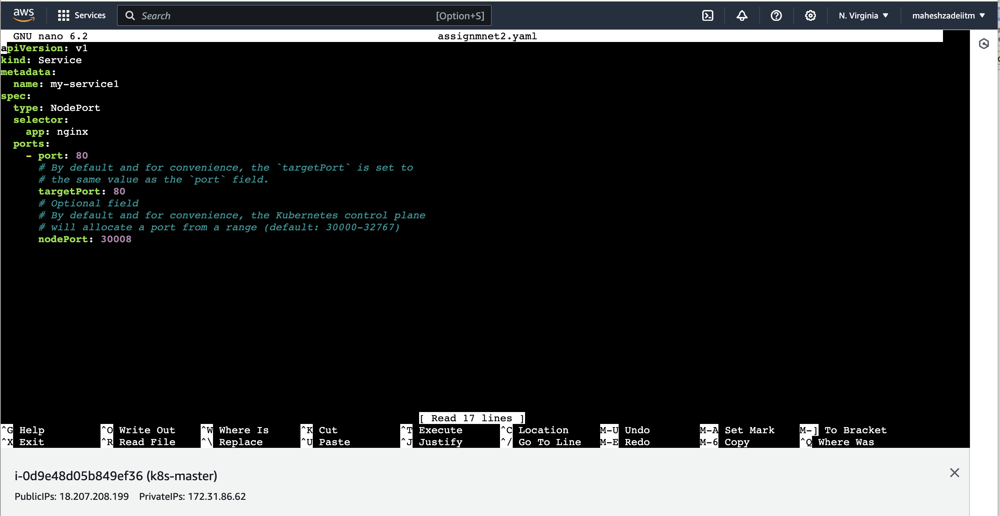 aws Services Search [Option+S] N. Virginia maheshzadeiitm
GNU nano 6.2 assignmnet2.yaml
apiVersion: v1
kind: Service
metadata:
  name: my-service1
spec:
  type: NodePort
  selector:
    app: nginx
  ports:
    - port: 80
      # By default and for convenience, the `targetPort` is set to
      # the same value as the `port` field.
      targetPort: 80
      # Optional field
      # By default and for convenience, the Kubernetes control plane
      # will allocate a port from a range (default: 30000-32767)
      nodePort: 30008
[ Read 17 lines ]
^G Help ^O Write Out ^W Where Is ^K Cut ^T Execute ^C Location M-U Undo M-A Set Mark M-] To Bracket
^X Exit ^R Read File ^\ Replace ^U Paste ^J Justify ^/ Go To Line M-E Redo M-6 Copy ^Q Where Was
i-0d9e48d05b849ef36 (k8s-master)
PublicIPs: 18.207.208.199 PrivateIPs: 172.31.86.62